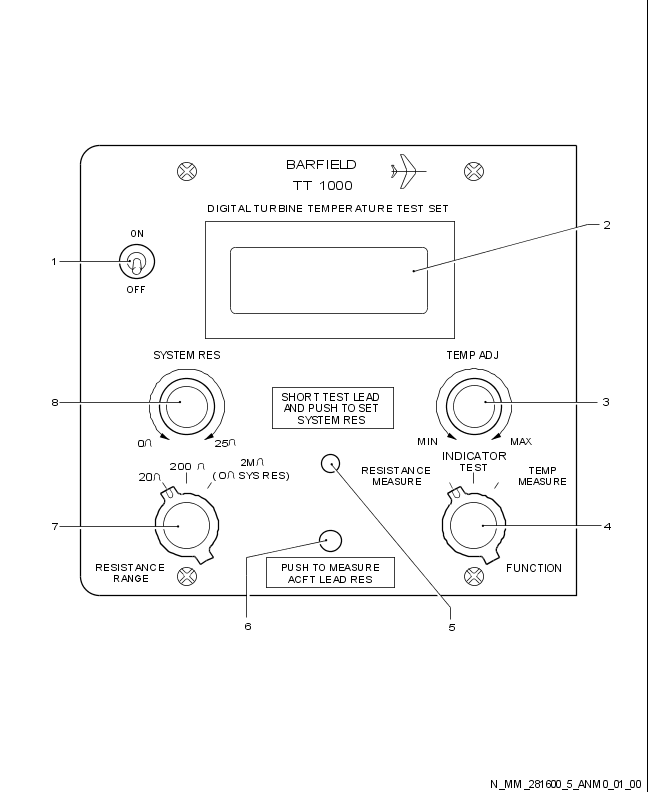 BARFIELD
TT 1000
DIGITAL TURBINE TEMPERATURE TEST SET
ON
2
1
OFF
SYSTEM RES
TEMP ADJ
8
SHORT TEST LEAD
AND PUSH TO SET
SYSTEM RES
3
0Ω
25Ω
MIN
MAX
20Ω
200 Ω
2MΩ
(0Ω SYS RES)
RESISTANCE
MEASURE
INDICATOR
TEST
TEMP
MEASURE
7
4
RESISTANCE
RANGE
PUSH TO MEASURE
ACFT LEAD RES
FUNCTION
6
5
N_MM_281600_5_ANM0_01_00